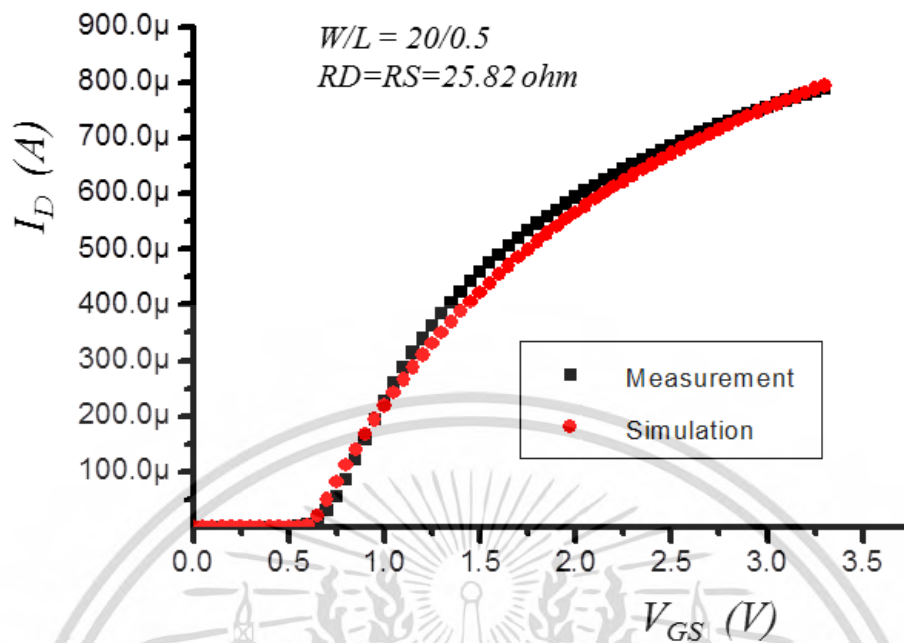 900.0µ
800.0µ
700.0µ
600.0µ
500.0µ
400.0µ
300.0µ
200.0µ
100.0µ
I_D (A)
W/L = 20/0.5
RD=RS=25.82 ohm
Measurement
Simulation
0.0 0.5 1.0 1.5 2.0 2.5 3.0 3.5
V_GS (V)